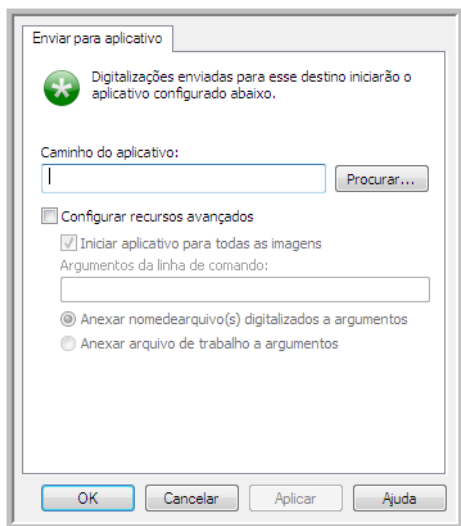 Enviar para aplicativo
Digitalizações enviadas para esse destino iniciarão o
aplicativo configurado abaixo.
Caminho do aplicativo:
Procurar...
Configurar recursos avançados
Iniciar aplicativo para todas as imagens
Argumentos da linha de comando:
Anexar nomedearquivo(s) digitalizados a argumentos
Anexar arquivo de trabalho a argumentos
OK Cancelar Aplicar Ajuda